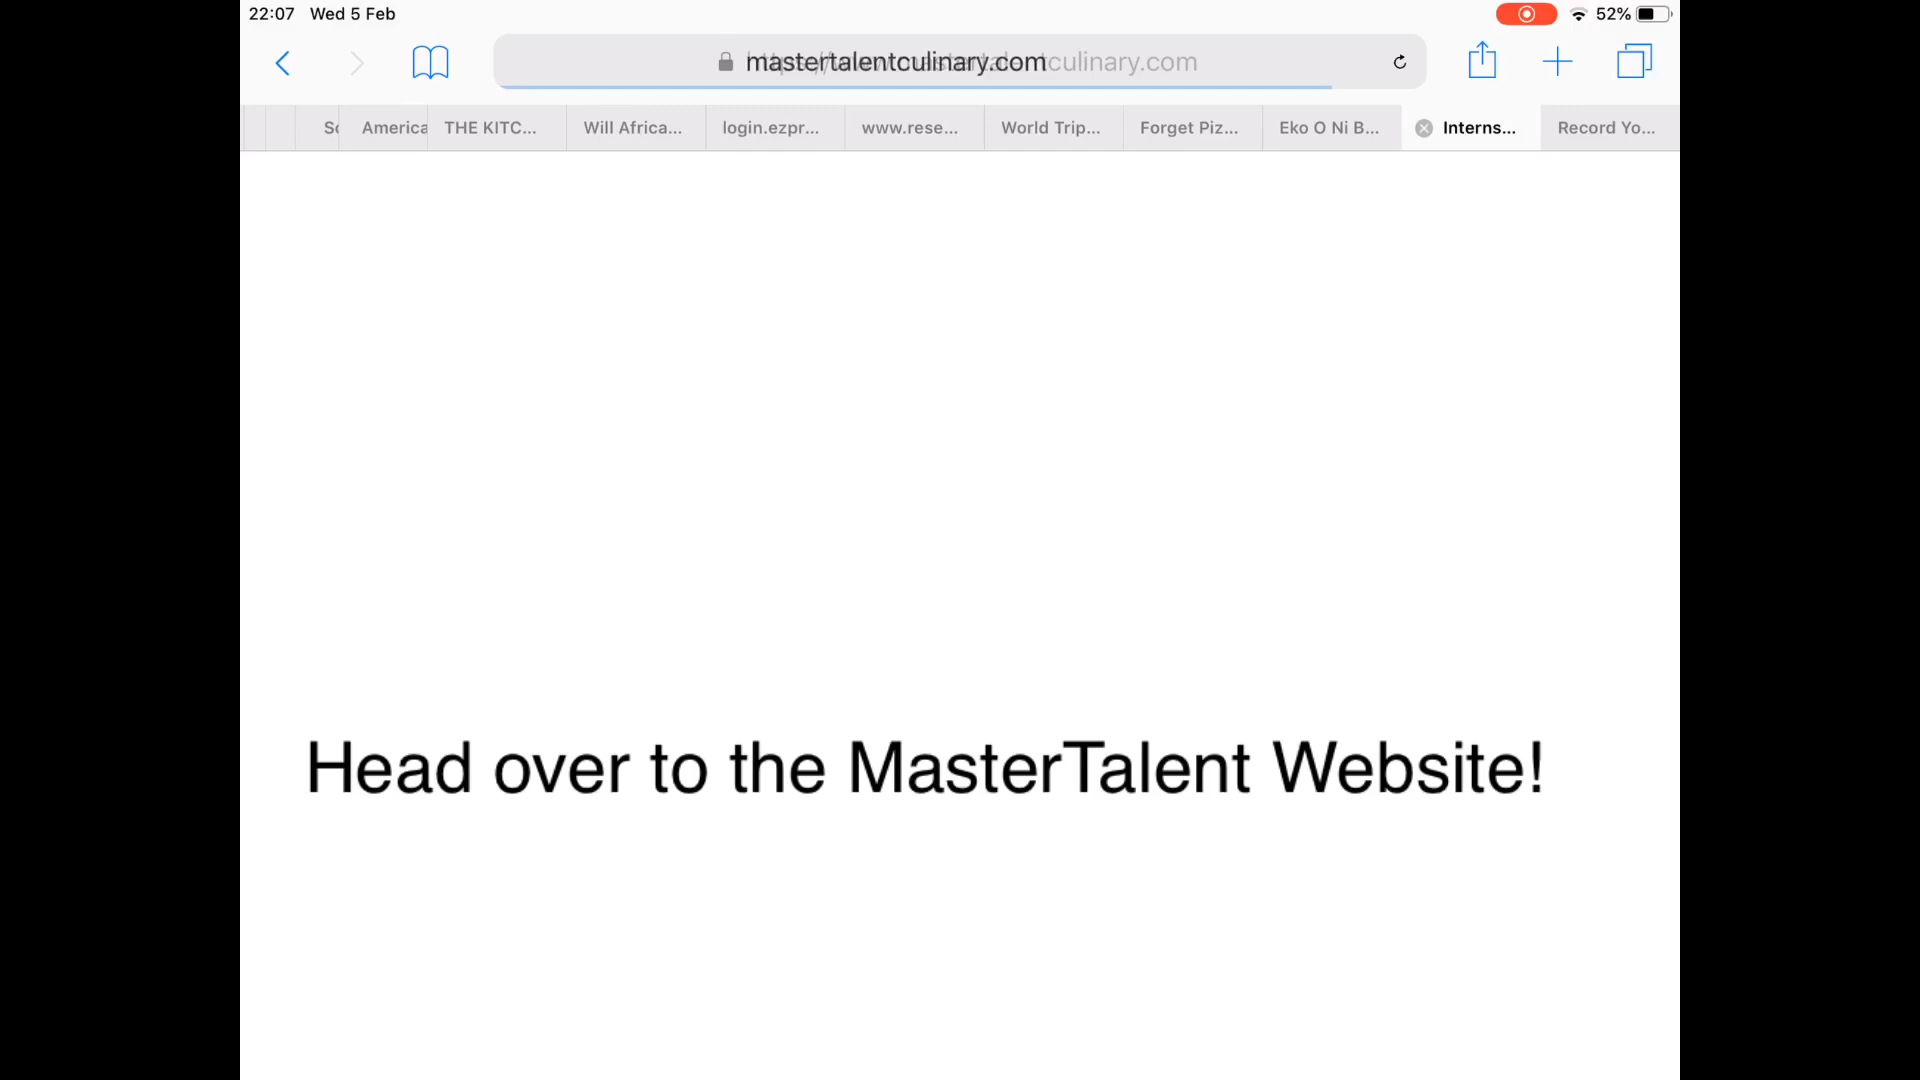 22:07 Wed 5 Feb
52%
mastertalentculinary.com
America
THE KITC...
Will Africa...
login.ezpr...
www.rese...
World Trip...
Forget Piz...
Eko O Ni B...
Interns...
Record Yo...
Head over to the MasterTalent Website!